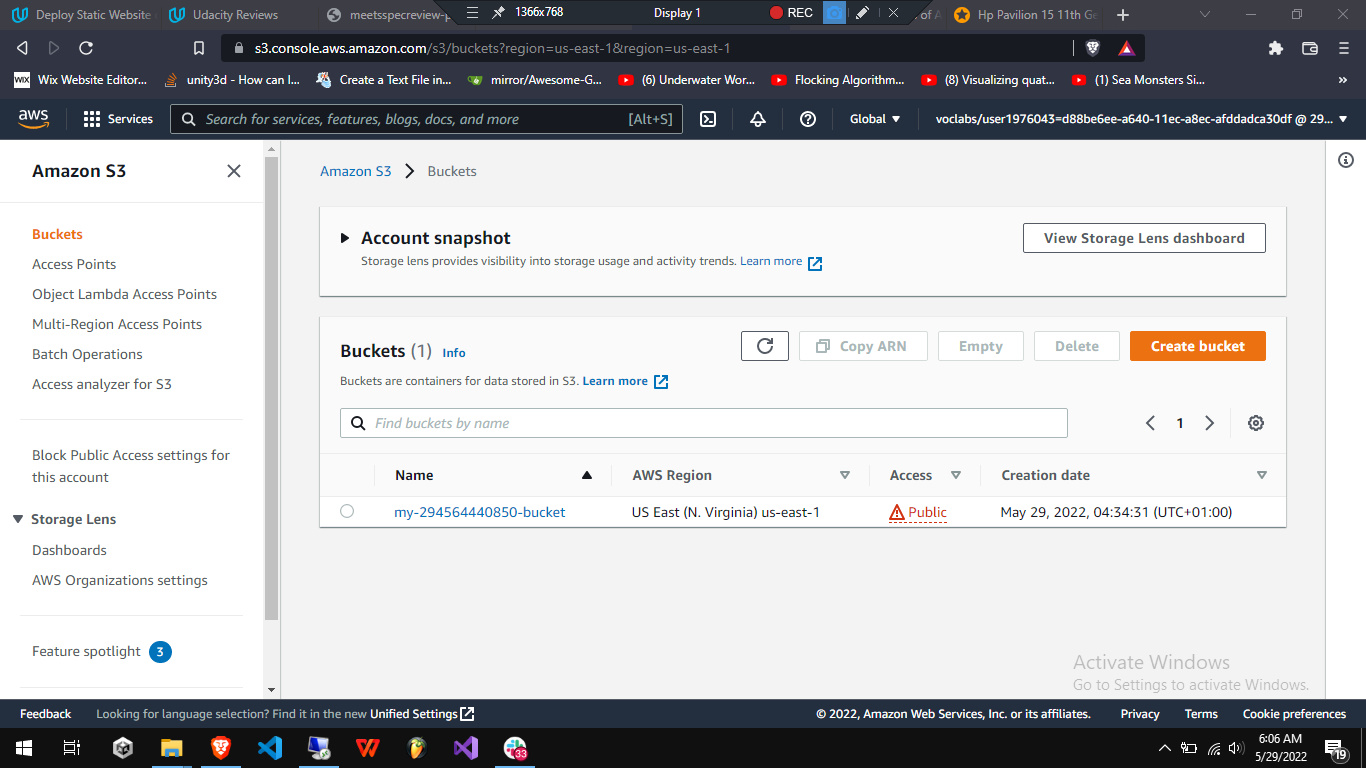 Deploy Static Website
Udacity Reviews
meetsspecreview-p
1366x768
Display 1
REC
of A
Hp Pavilion 15 11th Ge
s3.console.aws.amazon.com/s3/buckets?region=us-east-1&region=us-east-1
WIX Wix Website Editor...
unity3d - How can I...
Create a Text File in...
mirror/Awesome-G...
(6) Underwater Wor...
Flocking Algorithm...
(8) Visualizing quat...
(1) Sea Monsters Si...
»
aws
Services
Search for services, features, blogs, docs, and more [Alt+S]
Global
voclabs/user1976043=d88be6ee-a640-11ec-a8ec-afddadca30df @ 29...
Amazon S3
Buckets
Access Points
Object Lambda Access Points
Multi-Region Access Points
Batch Operations
Access analyzer for S3
Block Public Access settings for
this account
Storage Lens
Dashboards
AWS Organizations settings
Feature spotlight 3
Amazon S3 > Buckets
Account snapshot
Storage lens provides visibility into storage usage and activity trends. Learn more
View Storage Lens dashboard
Buckets (1) Info
Buckets are containers for data stored in S3. Learn more
Copy ARN
Empty
Delete
Create bucket
Find buckets by name
1
Name AWS Region Access Creation date
my-294564440850-bucket US East (N. Virginia) us-east-1 Public May 29, 2022, 04:34:31 (UTC+01:00)
Activate Windows
Go to Settings to activate Windows.
Feedback Looking for language selection? Find it in the new Unified Settings © 2022, Amazon Web Services, Inc. or its affiliates. Privacy Terms Cookie preferences
33
6:06 AM
5/29/2022
19